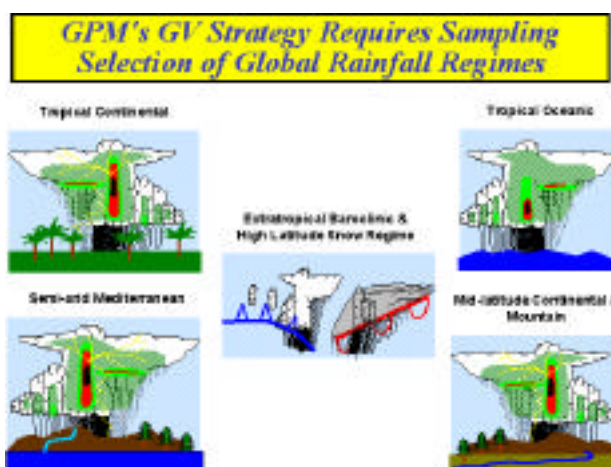 GPM's GV Strategy Requires Sampling
Selection of Global Rainfall Regimes
Tropical Continental
Tropical Oceanic
Extratropical Baroclinic &
High Latitude Snow Regime
Semi-arid Mediterranean
Mid-latitude Continental &
Mountain